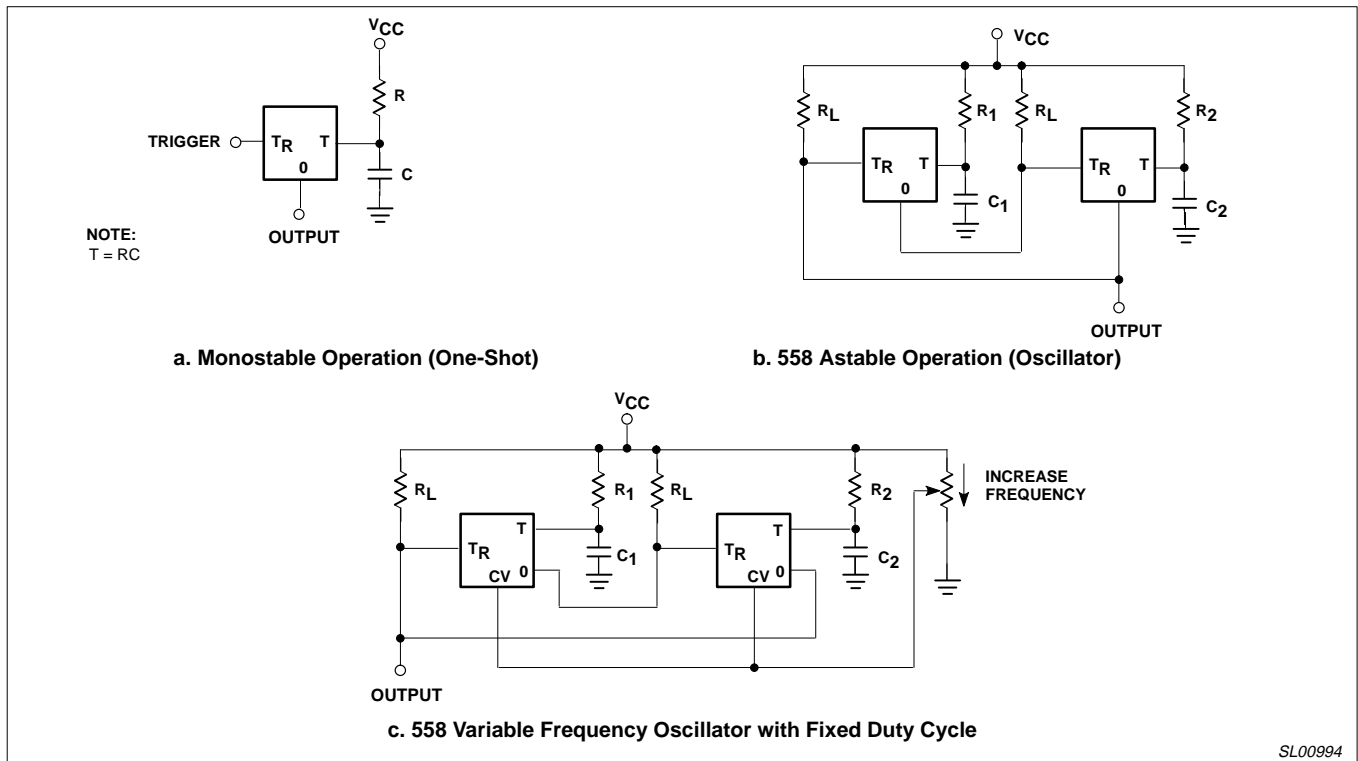 VCC
R
TRIGGER
TR
T
0
C
OUTPUT
NOTE:
T = RC
a. Monostable Operation (One-Shot)
VCC
RL
R1
RL
R2
TR
T
0
C1
TR
T
0
C2
OUTPUT
b. 558 Astable Operation (Oscillator)
VCC
RL
R1
RL
R2
INCREASE
FREQUENCY
T
TR
CV 0
C1
T
TR
CV 0
C2
OUTPUT
c. 558 Variable Frequency Oscillator with Fixed Duty Cycle
SL00994